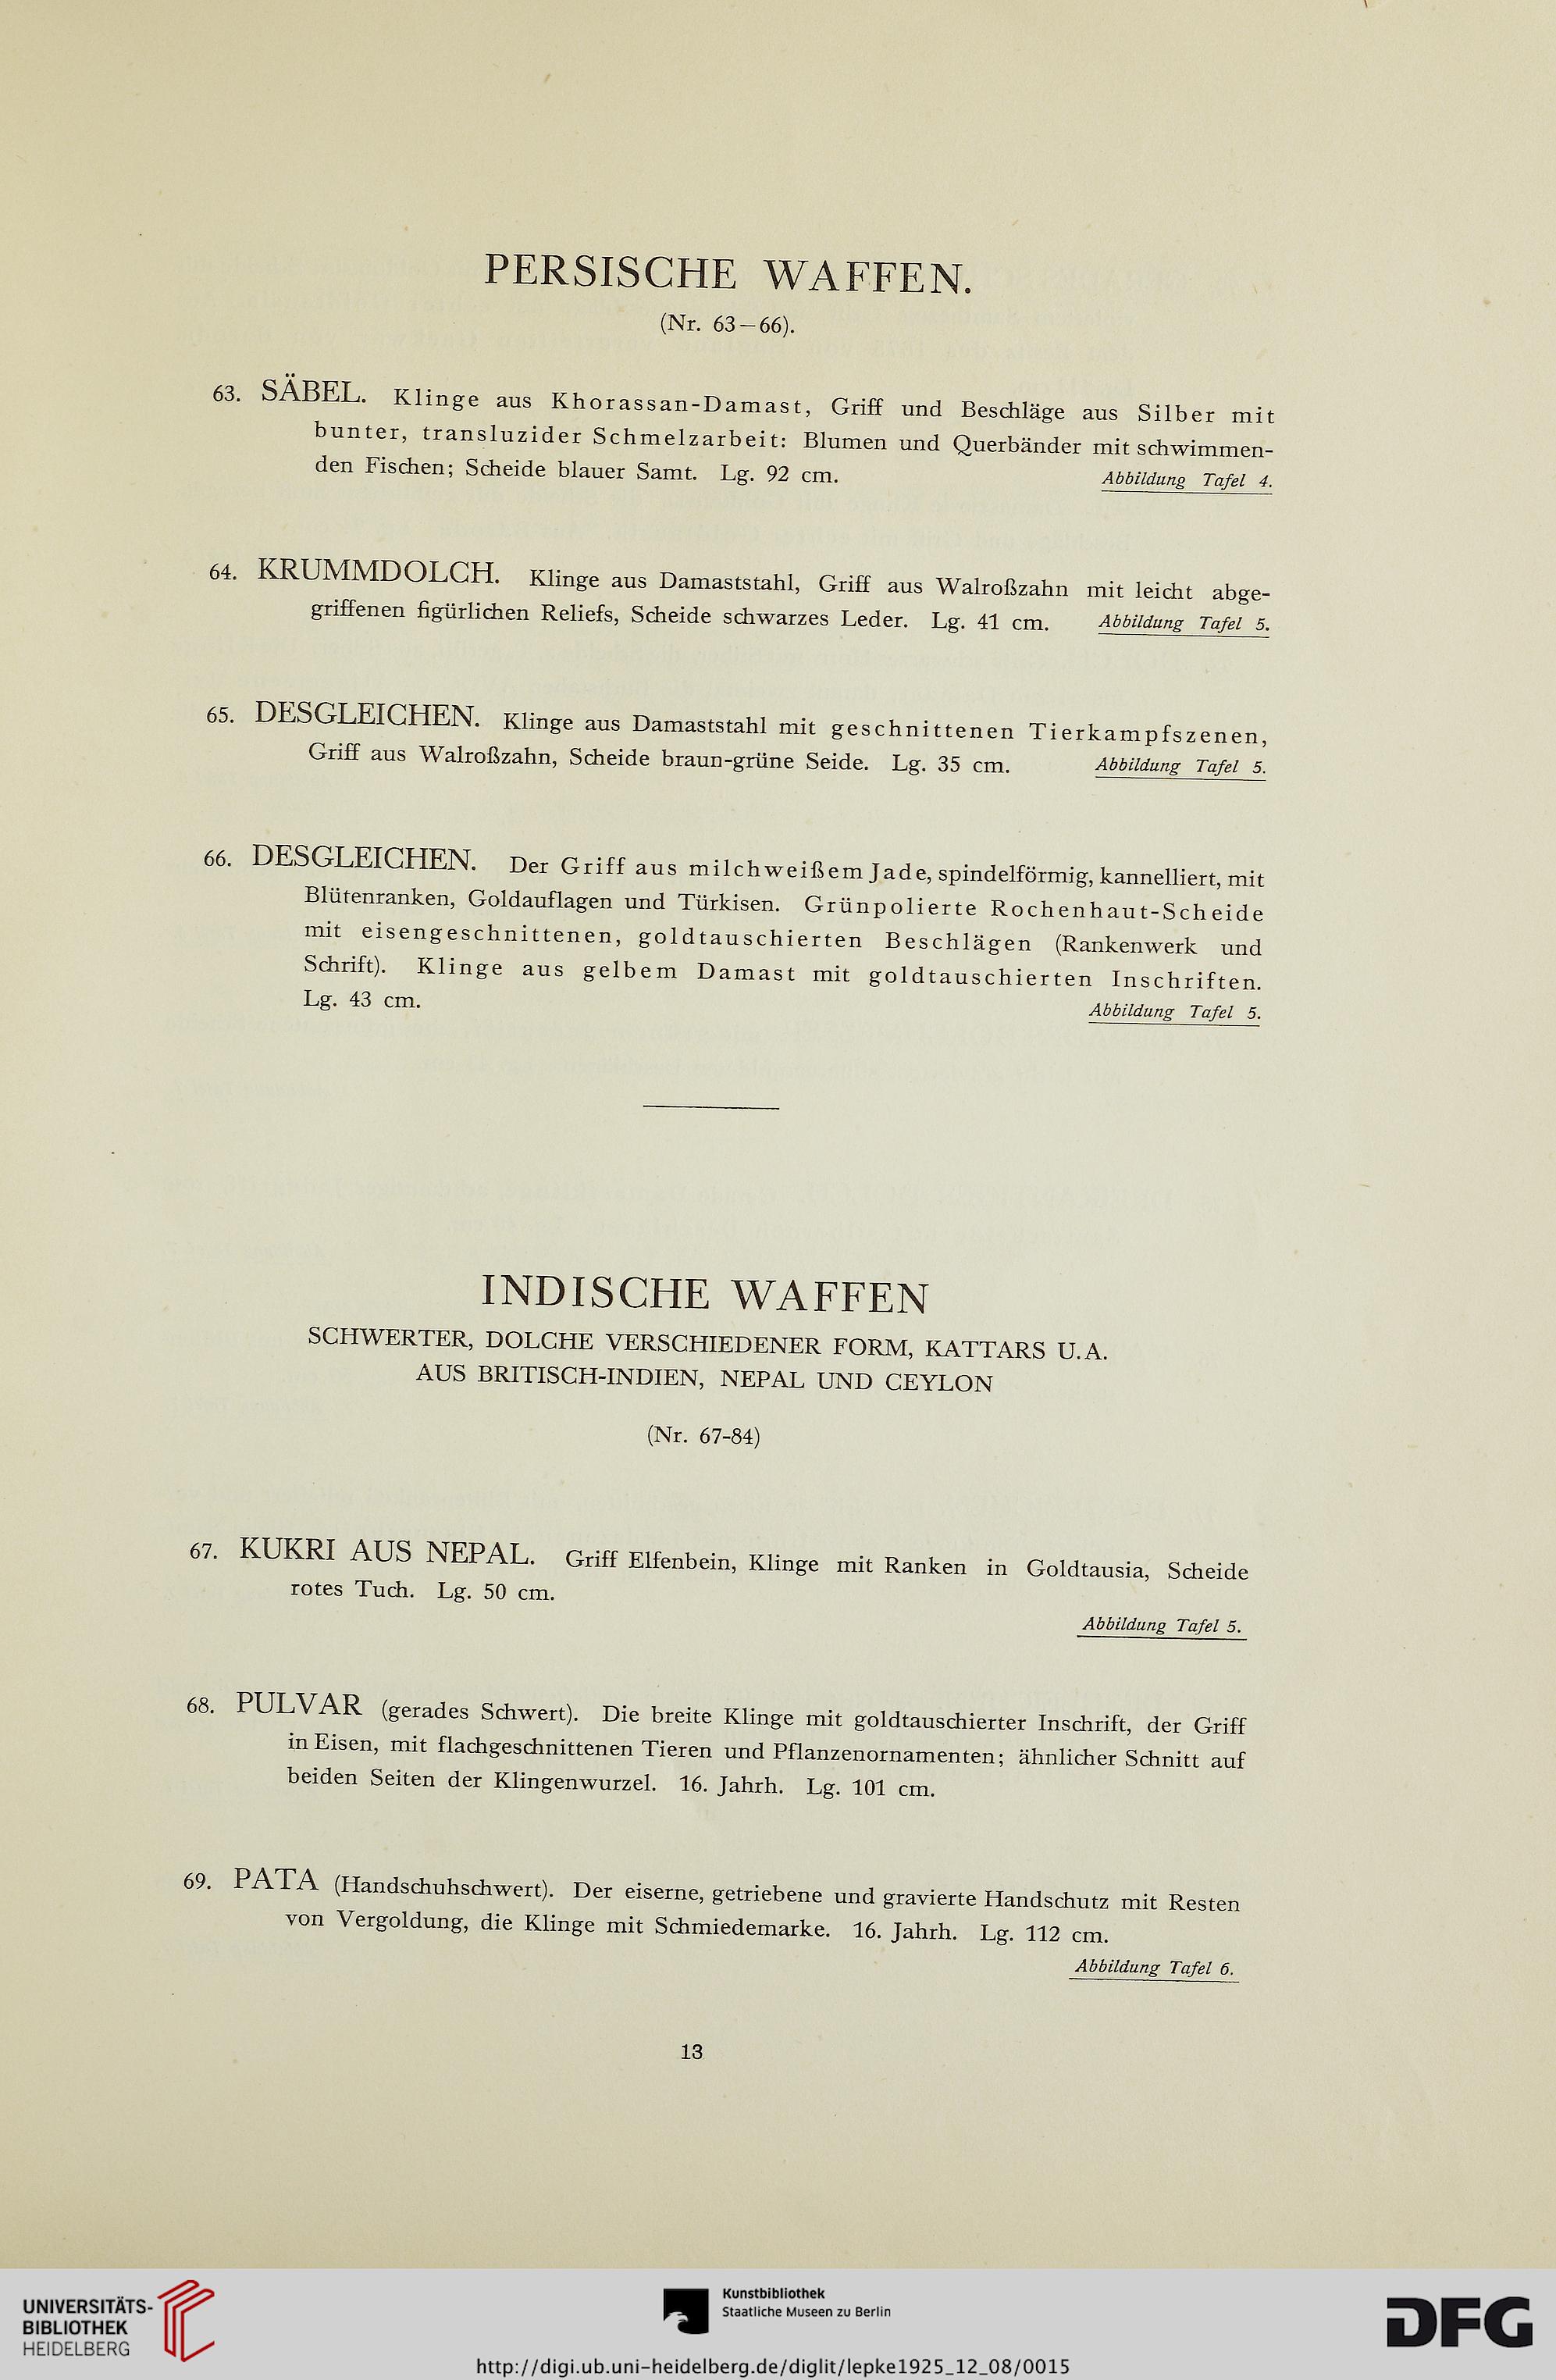 PERSISCHE WAFFEN.
(Nr. 63—66).
63. SÄBEL. Klinge aus Khorassan-Damast, Griff und Beschläge aus Silber mit
bunter, transluzider Schmelzarbeit: Blumen und Querbänder mit schwimmen-
den Fischen; Scheide blauer Samt. Lg. 92 cm. Abbildung Tafel 4.
64. KRUMMDOLCH. Klinge aus Damaststahl, Griff aus Walroßzahn mit leicht abge-
griffenen figürlichen Reliefs, Scheide schwarzes Leder. Lg. 41 cm. Abbildung Tafel 5.
65. DESGLEICHEN. Klinge aus Damaststahl mit geschnittenen Tierkampfszenen,
Griff aus Walroßzahn, Scheide braun-grüne Seide. Lg. 35 cm. Abbildung Tafel 5.
66. DESGLEICHEN. Der Griff aus milchweißem Jade, spindelförmig, kannelliert, mit
Blütenranken, Goldauflagen und Türkisen. Grünpolierte Rochenhaut-Scheide
mit eisengeschnittenen, goldtauschierten Beschlägen (Rankenwerk und
Schrift). Klinge aus gelbem Damast mit goldtauschierten Inschriften.
Lg. 43 cm. Abbildung Tafel 5.
INDISCHE WAFFEN
SCHWERTER, DOLCHE VERSCHIEDENER FORM, KATTARS U.A.
AUS BRITISCH-INDIEN, NEPAL UND CEYLON
(Nr. 67-84)
67. KUKRI AUS NEPAL. Griff Elfenbein, Klinge mit Ranken in Goldtausia, Scheide
rotes Tuch. Lg. 50 cm.
Abbildung Tafel 5.
68. PULVAR (gerades Schwert). Die breite Klinge mit goldtauschierter Inschrift, der Griff
in Eisen, mit flachgeschnittenen Tieren und Pflanzenornamenten; ähnlicher Schnitt auf
beiden Seiten der Klingenwurzel. 16. Jahrh. Lg. 101 cm.
69. PATA (Handschuhschwert). Der eiserne, getriebene und gravierte Handschutz mit Resten
von Vergoldung, die Klinge mit Schmiedemarke. 16. Jahrh. Lg. 112 cm.
Abbildung Tafel 6.
13
UNIVERSITÄTS-
BIBLIOTHEK
HEIDELBERG
Kunstbibliothek
Staatliche Museen zu Berlin
DFG
http://digi.ub.uni-heidelberg.de/diglit/lepke1925_12_08/0015